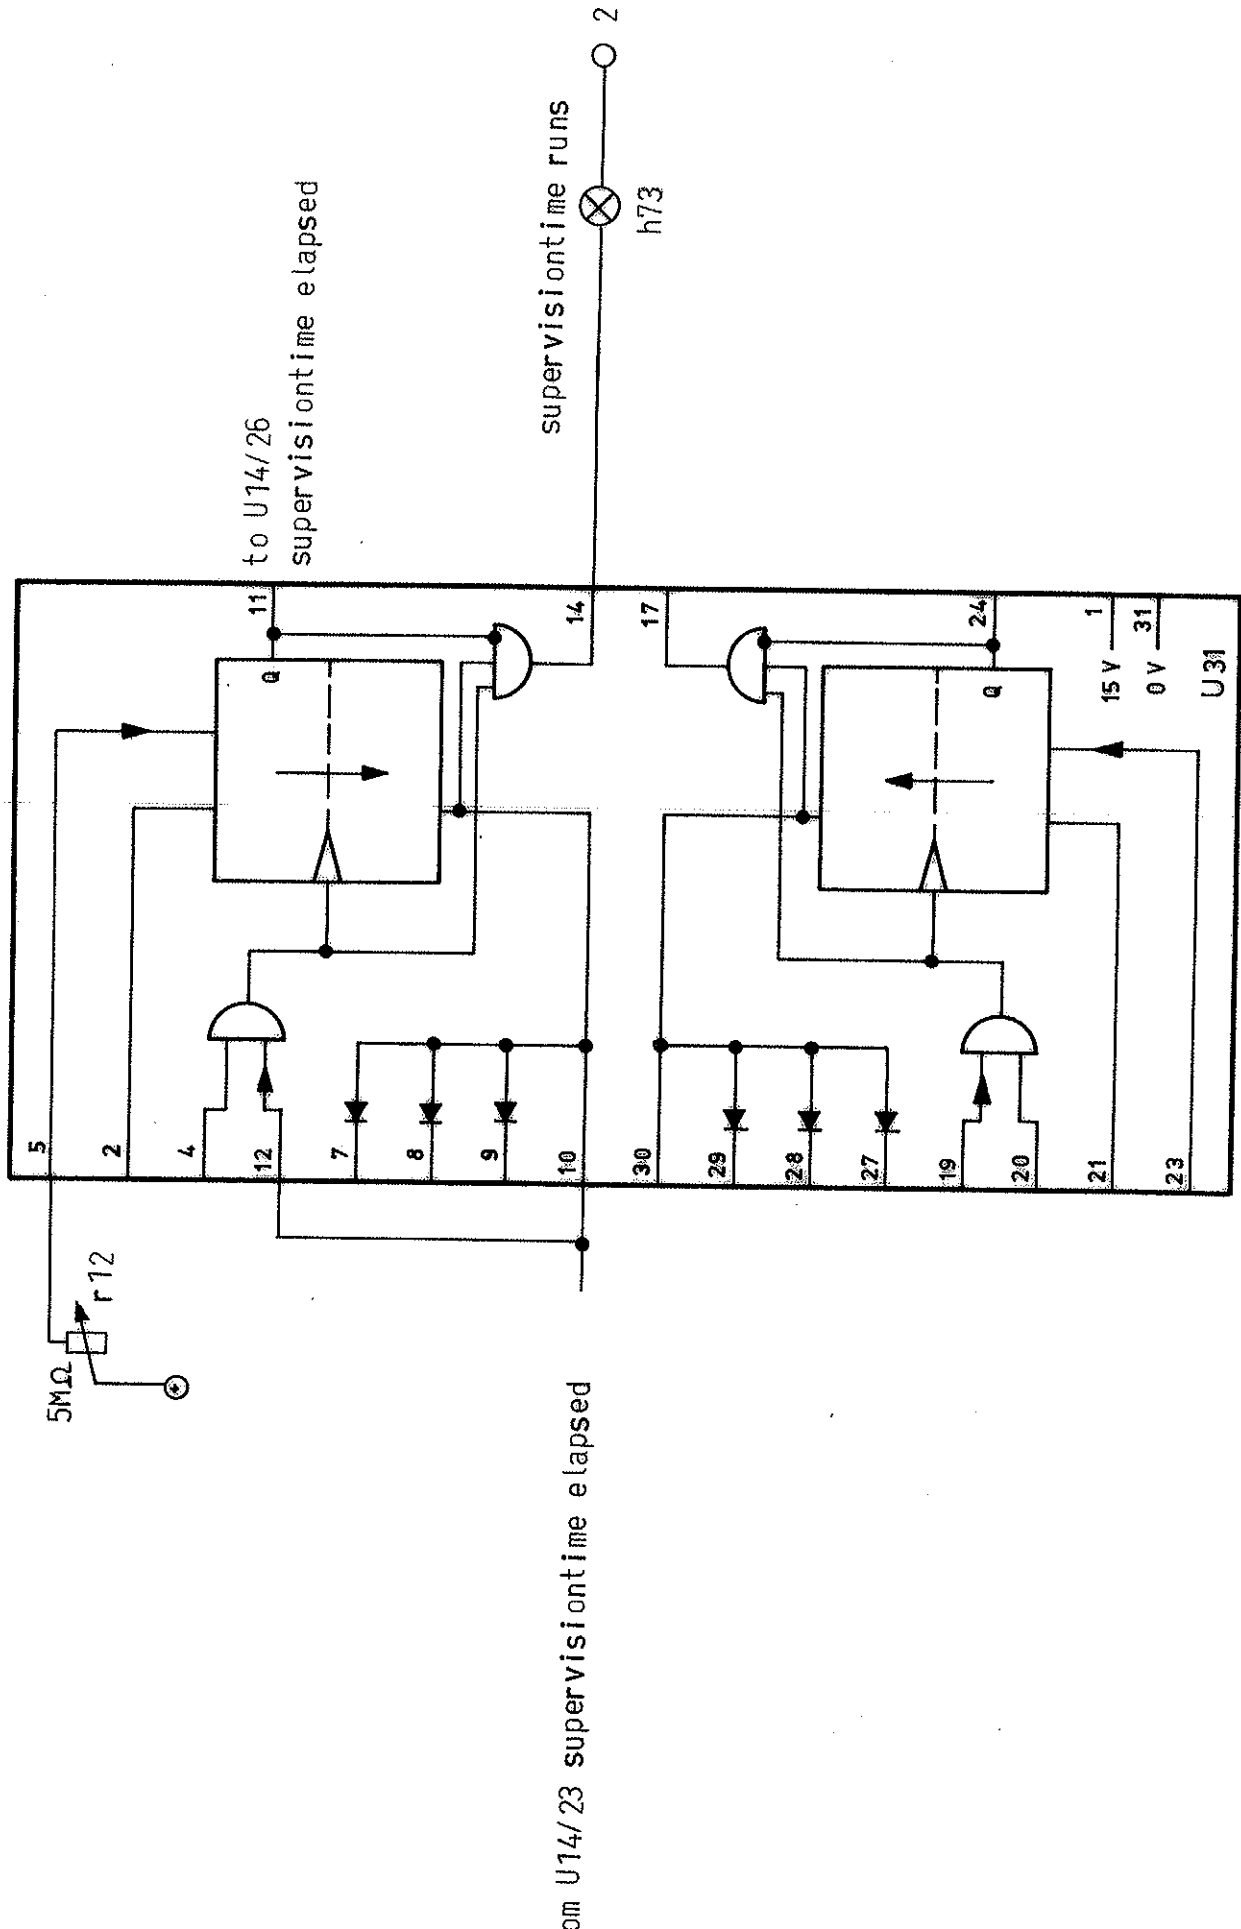 2
supervisiontime runs
h73
to U14/26
supervisiontime elapsed
11
14
17
24
1
31
Q
Q
15 V
0 V
U31
5
2
4
12
7
8
9
10
30
29
28
27
19
20
21
23
r12
5MΩ
om U14/23 supervisiontime elapsed